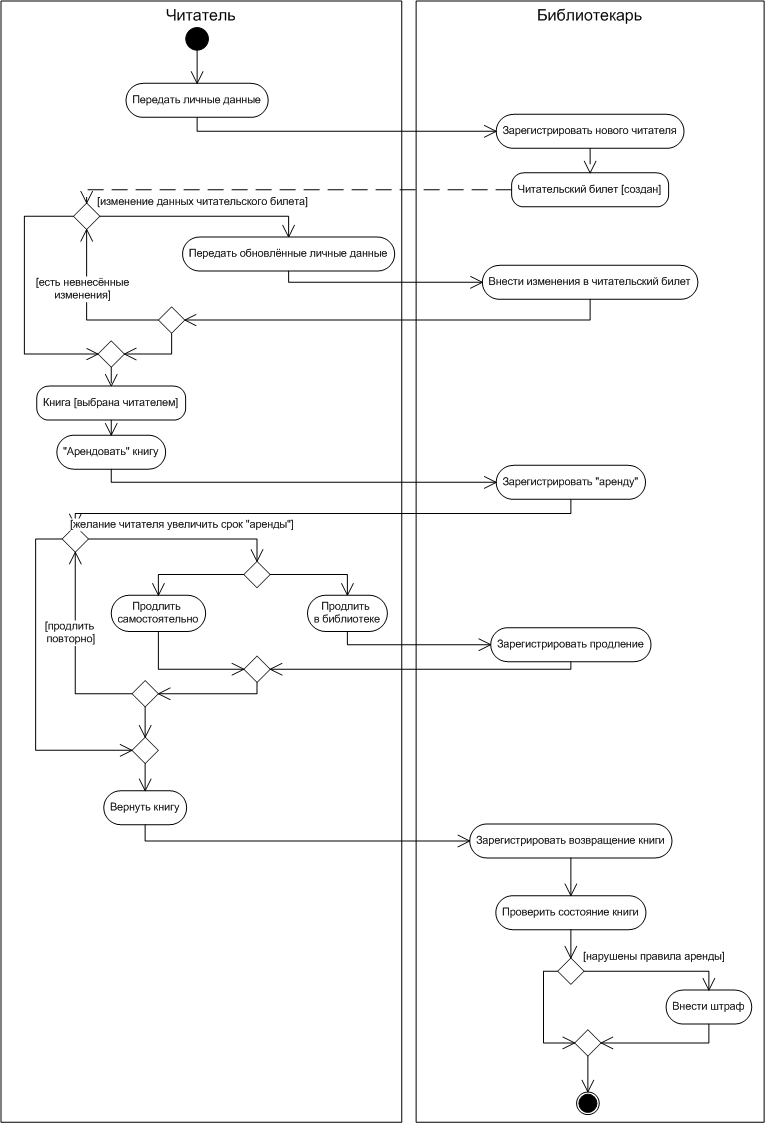 Читатель
Библиотекарь
Передать личные данные
Зарегистрировать нового читателя
Читательский билет [создан]
[изменение данных читательского билета]
Передать обновлённые личные данные
[есть невнесённые
изменения]
Внести изменения в читательский билет
Книга [выбрана читателем]
"Арендовать" книгу
Зарегистрировать "аренду"
[желание читателя увеличить срок "аренды"]
Продлить
самостоятельно
Продлить
в библиотеке
[продлить
повторно]
Зарегистрировать продление
Вернуть книгу
Зарегистрировать возвращение книги
Проверить состояние книги
[нарушены правила аренды]
Внести штраф